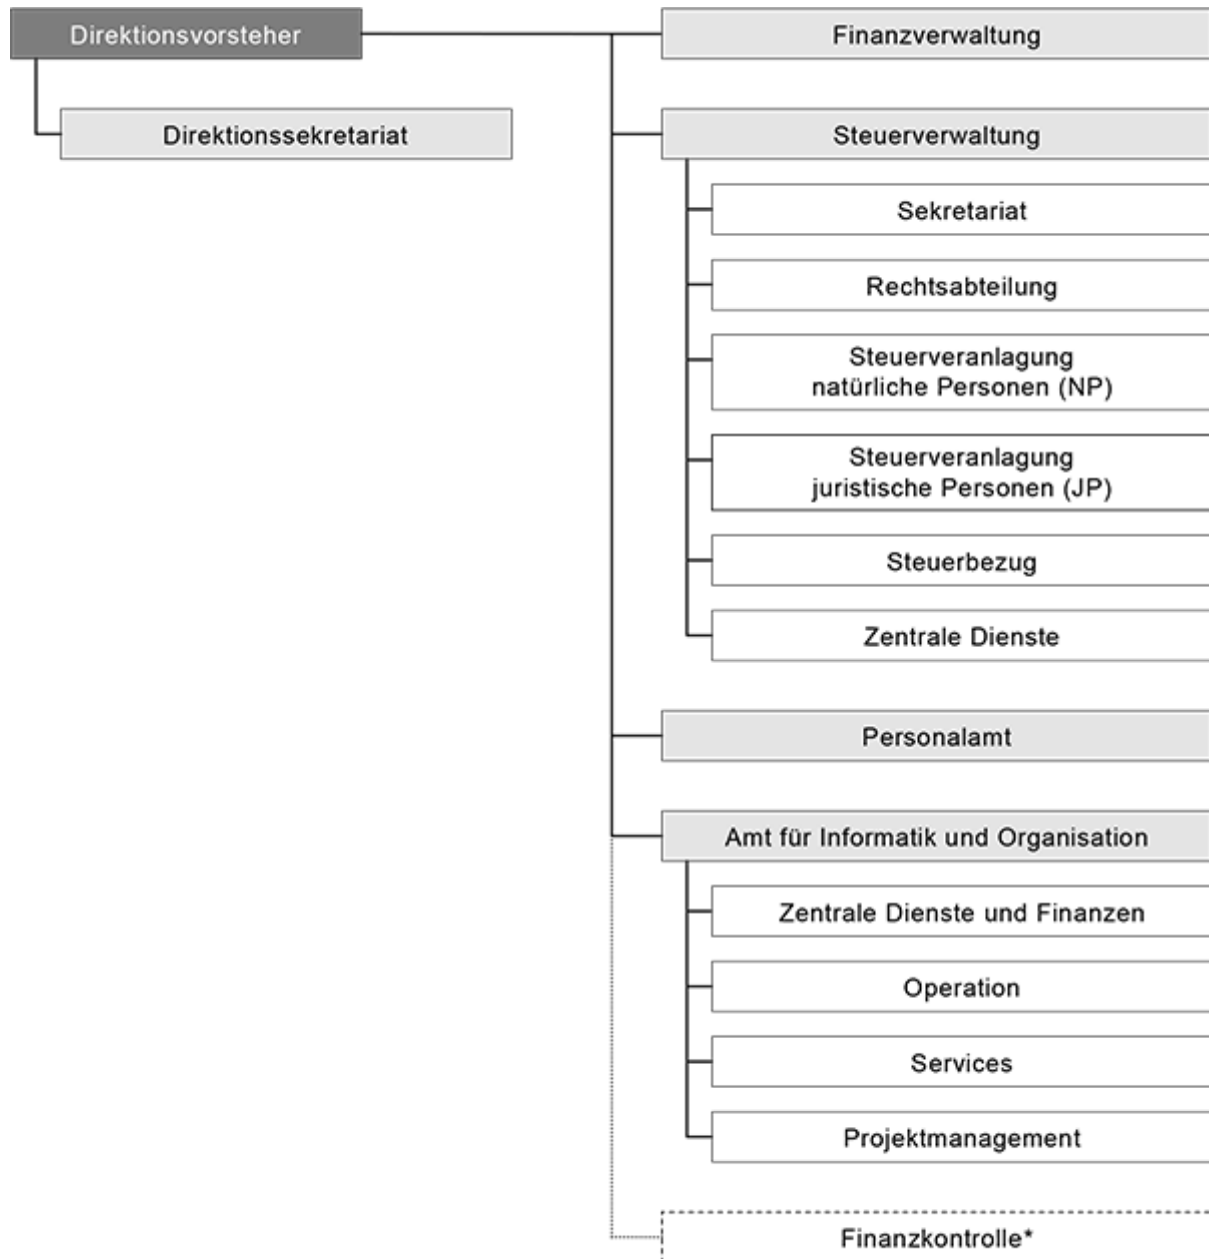 Direktionsvorsteher
Direktionssekretariat
Finanzverwaltung
Steuerverwaltung
Sekretariat
Rechtsabteilung
Steuerveranlagung
natürliche Personen (NP)
Steuerveranlagung
juristische Personen (JP)
Steuerbezug
Zentrale Dienste
Personalamt
Amt für Informatik und Organisation
Zentrale Dienste und Finanzen
Operation
Services
Projektmanagement
Finanzkontrolle*